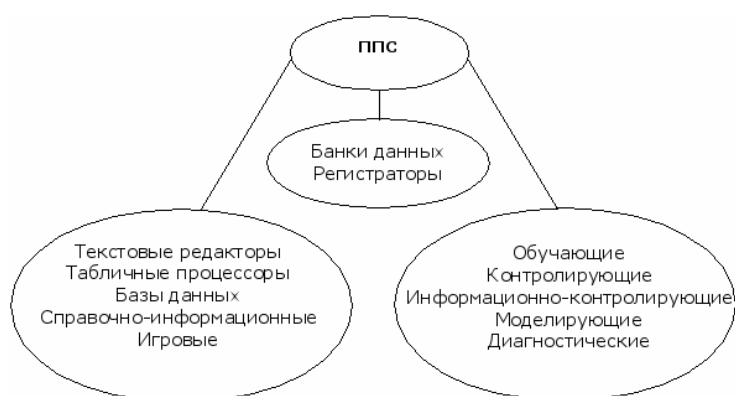 ППС
Банки данных
Регистраторы
Текстовые редакторы
Табличные процессоры
Базы данных
Справочно-информационные
Игровые
Обучающие
Контролирующие
Информационно-контролирующие
Моделирующие
Диагностические